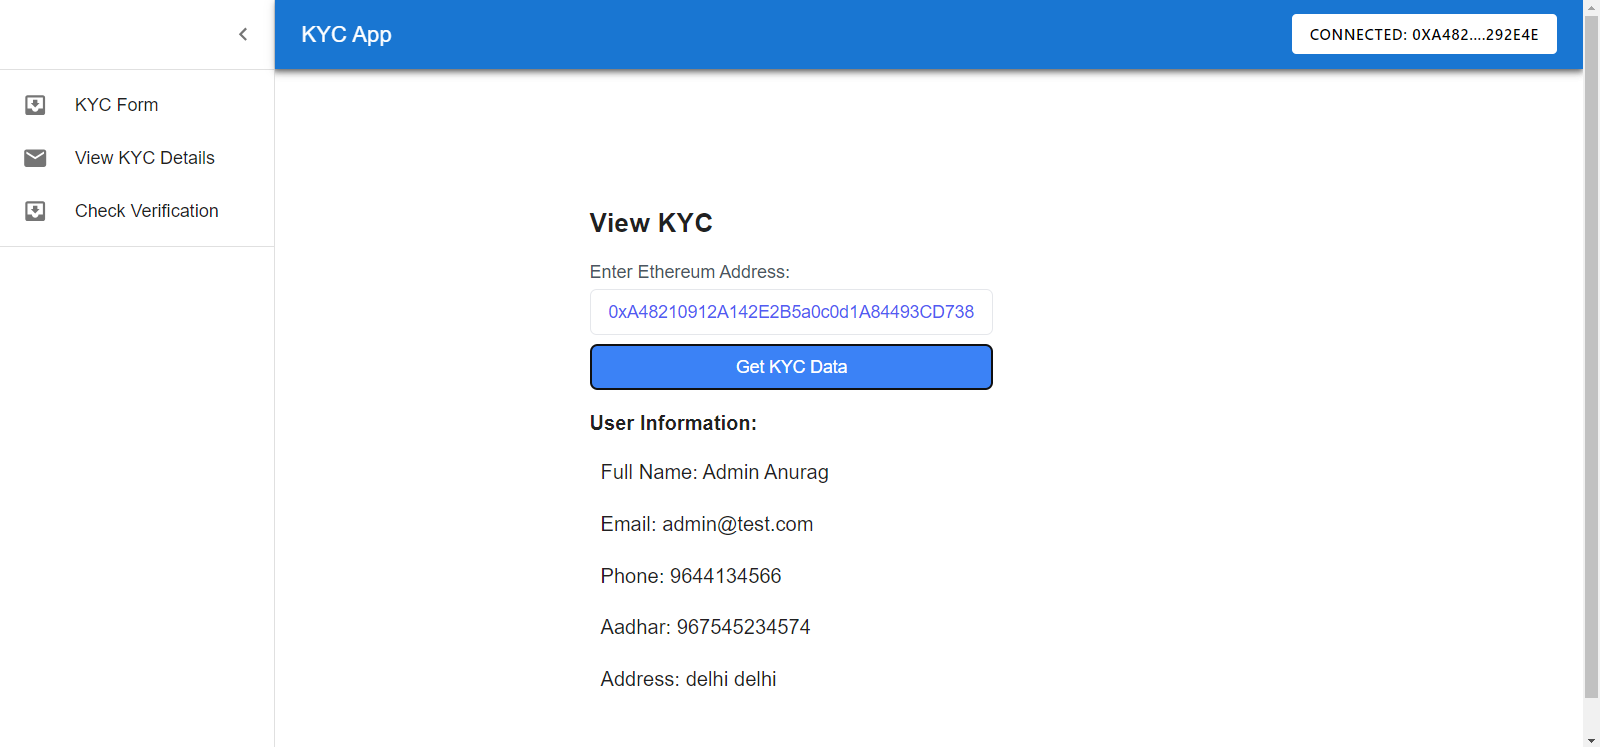 KYC App
CONNECTED: 0XA482....292E4E
KYC Form
View KYC Details
Check Verification
View KYC
Enter Ethereum Address:
0xA48210912A142E2B5a0c0d1A84493CD738
Get KYC Data
User Information:
Full Name: Admin Anurag
Email: admin@test.com
Phone: 9644134566
Aadhar: 967545234574
Address: delhi delhi